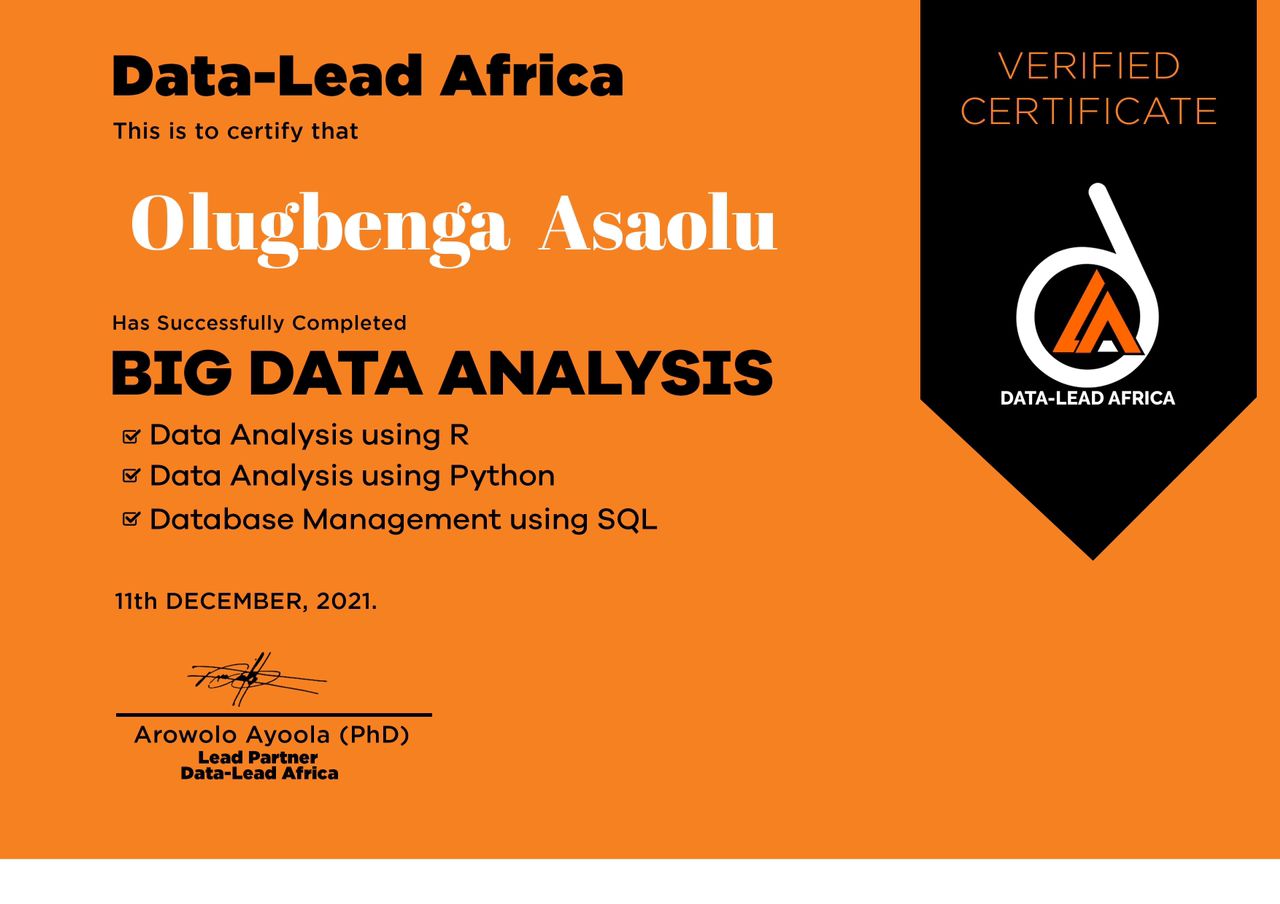 Data-Lead Africa
This is to certify that
Olugbenga Asaolu
Has Successfully Completed
BIG DATA ANALYSIS
Data Analysis using R
Data Analysis using Python
Database Management using SQL
11th DECEMBER, 2021.
Arowolo Ayoola (PhD)
Lead Partner
Data-Lead Africa
VERIFIED
CERTIFICATE
DATA-LEAD AFRICA